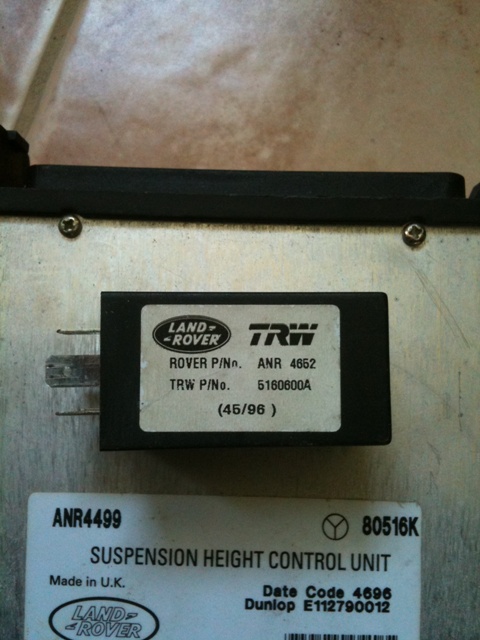 LAND-
-ROVER
TRW
ROVER P/No. ANR 4652
TRW P/No. 5160600A
(45/96 )
ANR4499
80516K
SUSPENSION HEIGHT CONTROL UNIT
Made in U.K.
Date Code 4696
Dunlop E112790012
LAND-
-ROVER